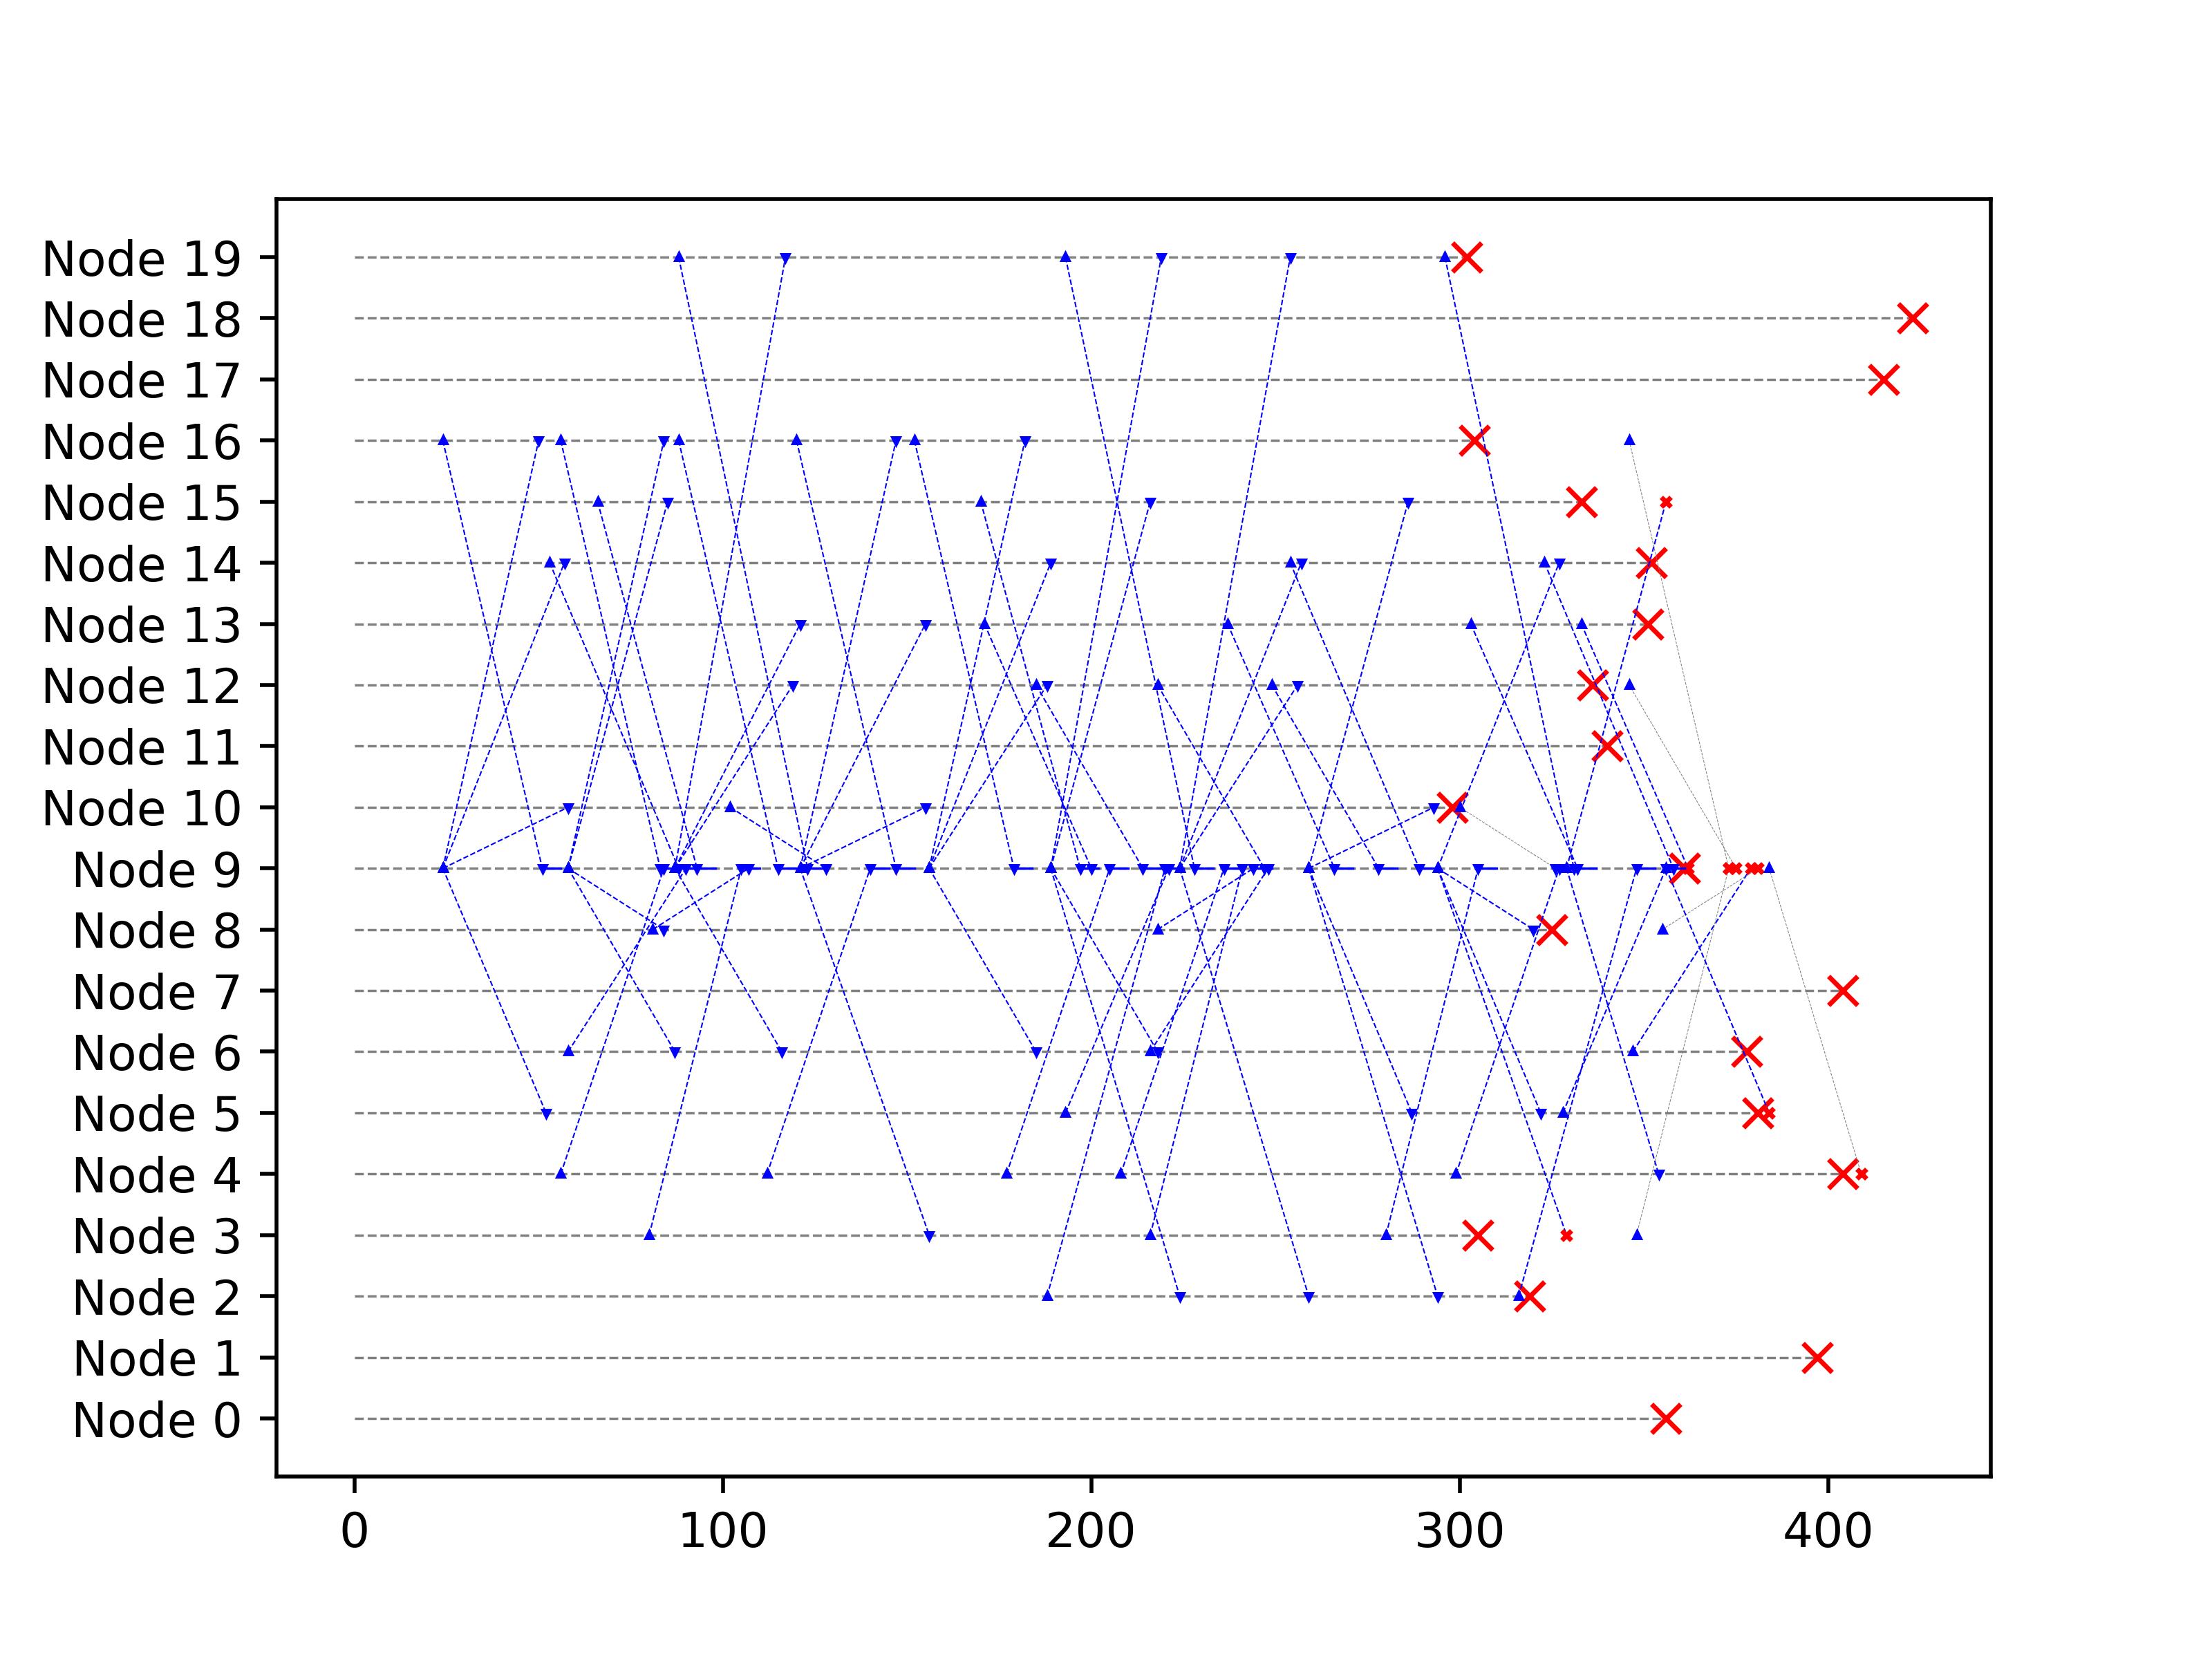 Node 19
Node 18
Node 17
Node 16
Node 15
Node 14
Node 13
Node 12
Node 11
Node 10
Node 9
Node 8
Node 7
Node 6
Node 5
Node 4
Node 3
Node 2
Node 1
Node 0
0 100 200 300 400